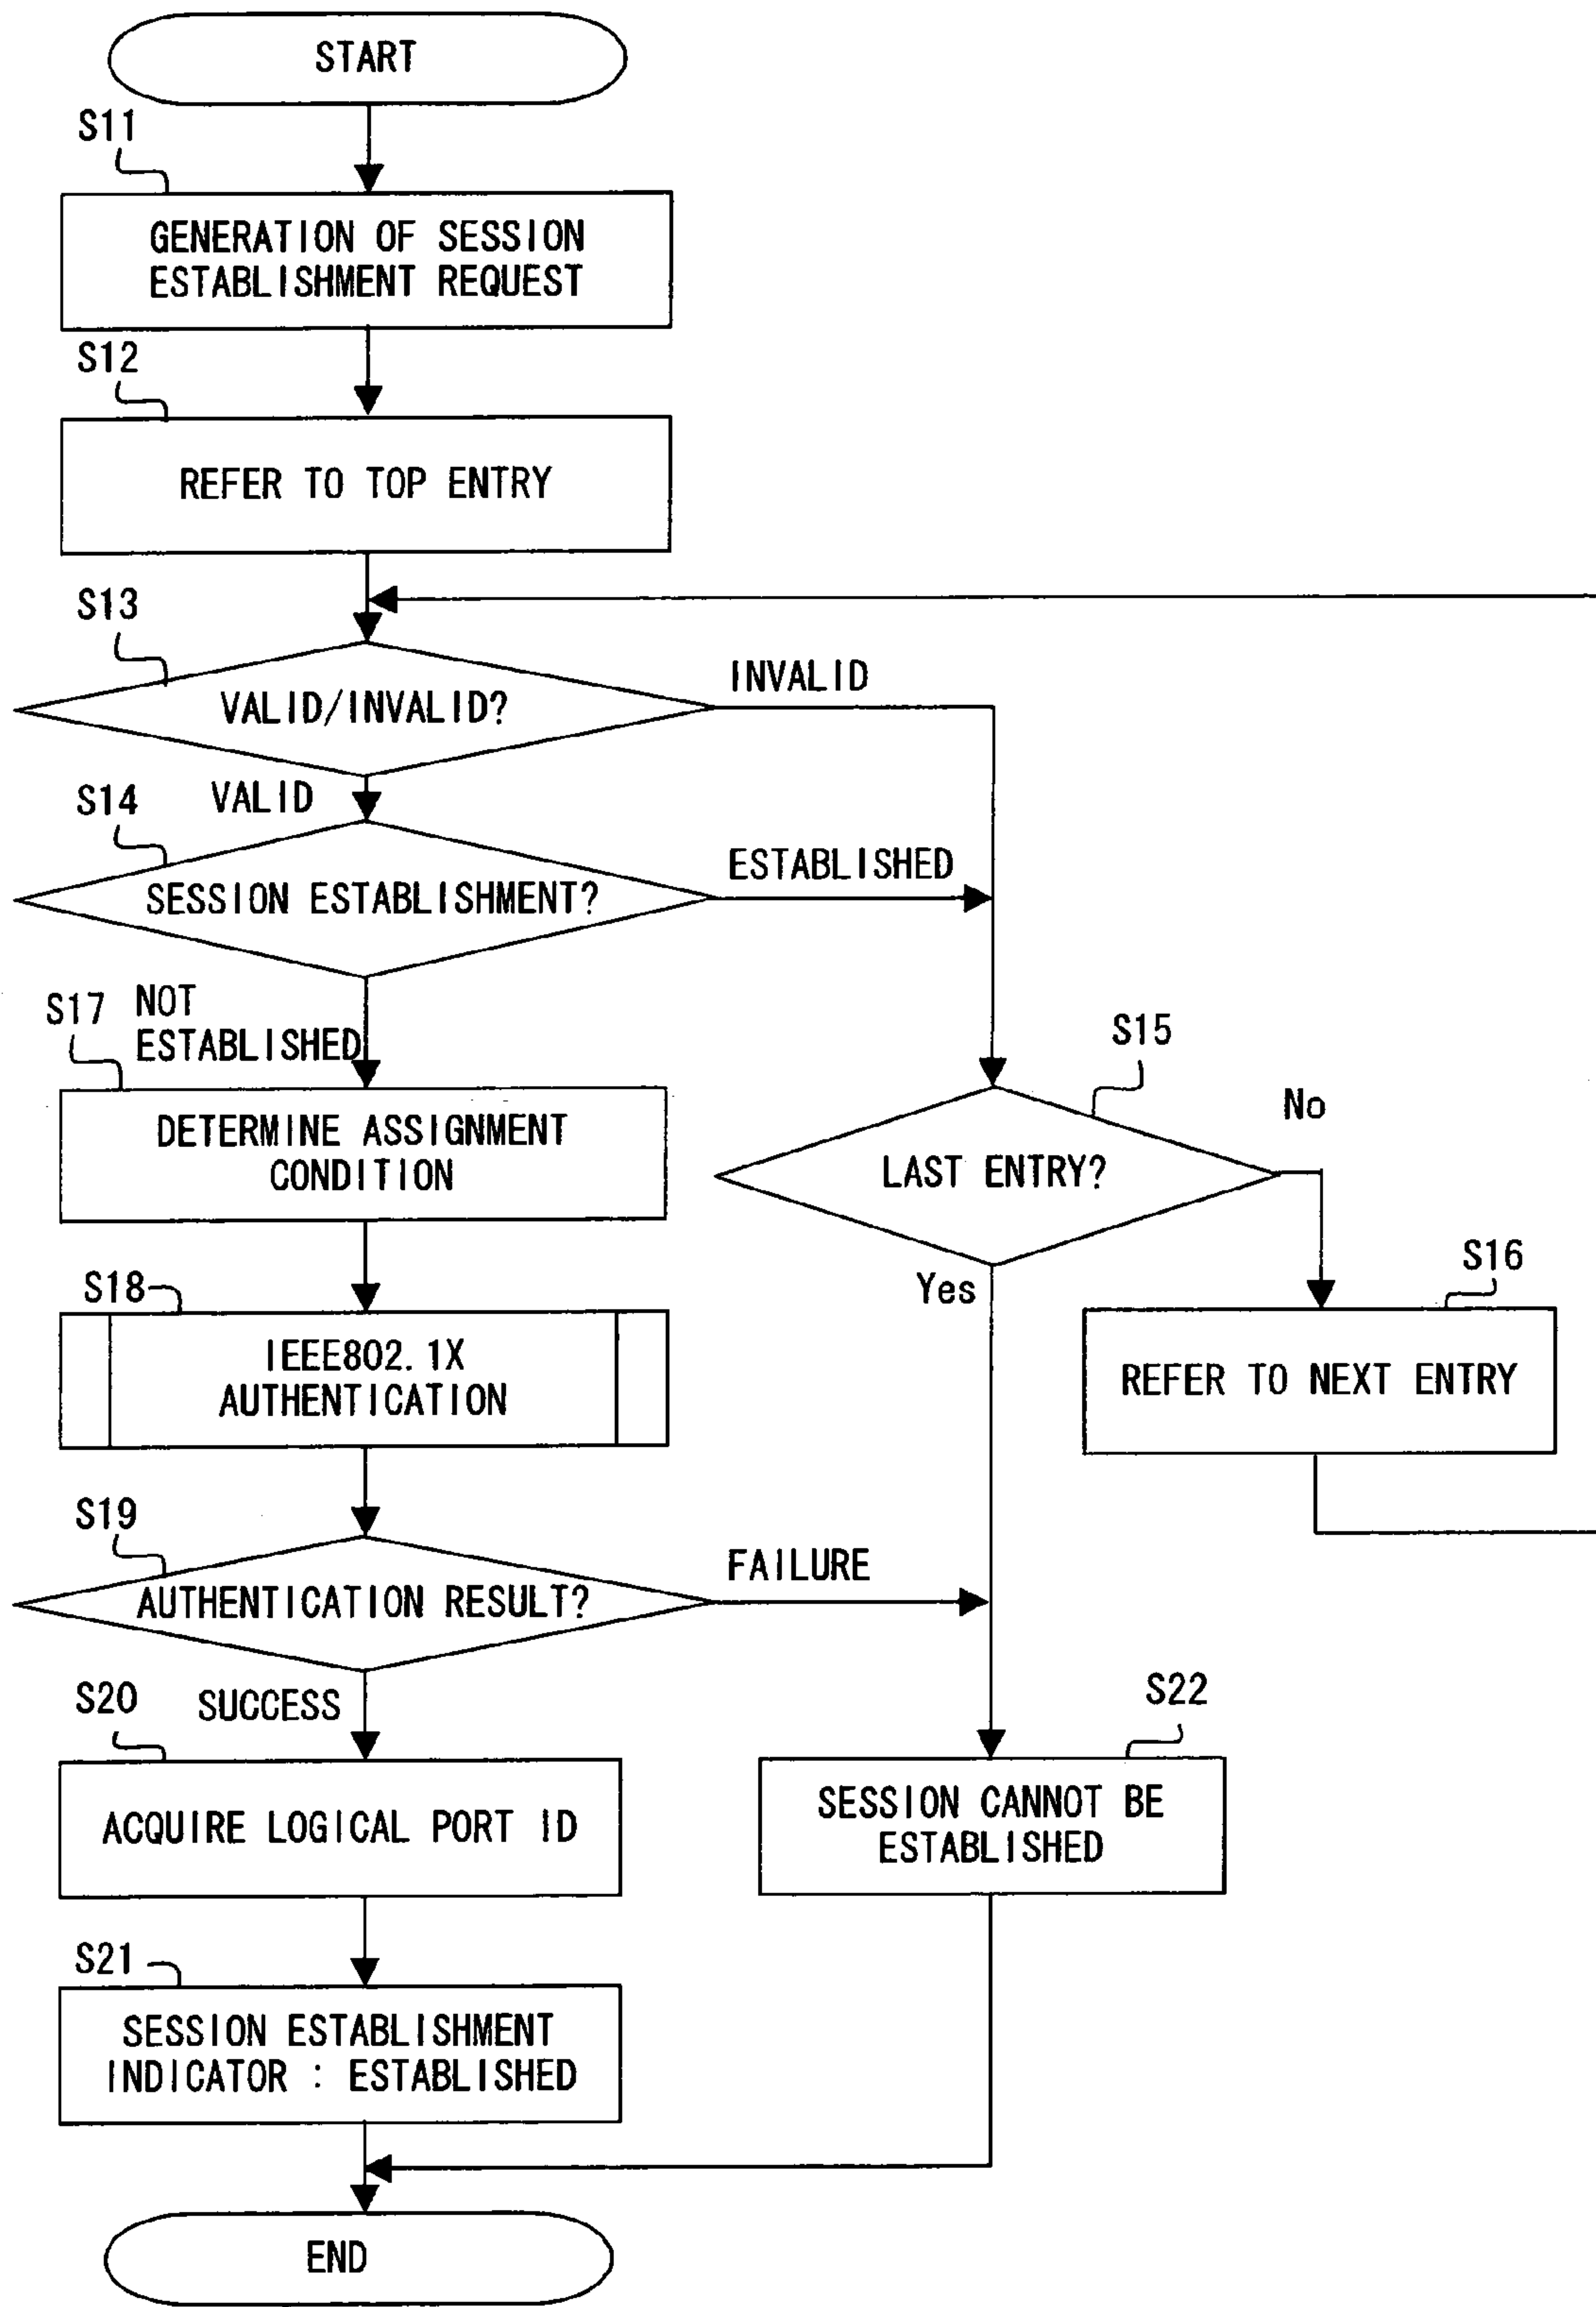 START
S11
GENERATION OF SESSION
ESTABLISHMENT REQUEST
S12
REFER TO TOP ENTRY
S13
VALID/INVALID?
INVALID
S14
VALID
SESSION ESTABLISHMENT?
ESTABLISHED
S17
NOT
ESTABLISHED
DETERMINE ASSIGNMENT
CONDITION
S15
LAST ENTRY?
No
Yes
S16
REFER TO NEXT ENTRY
S18
IEEE802.1X
AUTHENTICATION
S19
AUTHENTICATION RESULT?
FAILURE
S20
SUCCESS
ACQUIRE LOGICAL PORT ID
S22
SESSION CANNOT BE
ESTABLISHED
S21
SESSION ESTABLISHMENT
INDICATOR : ESTABLISHED
END